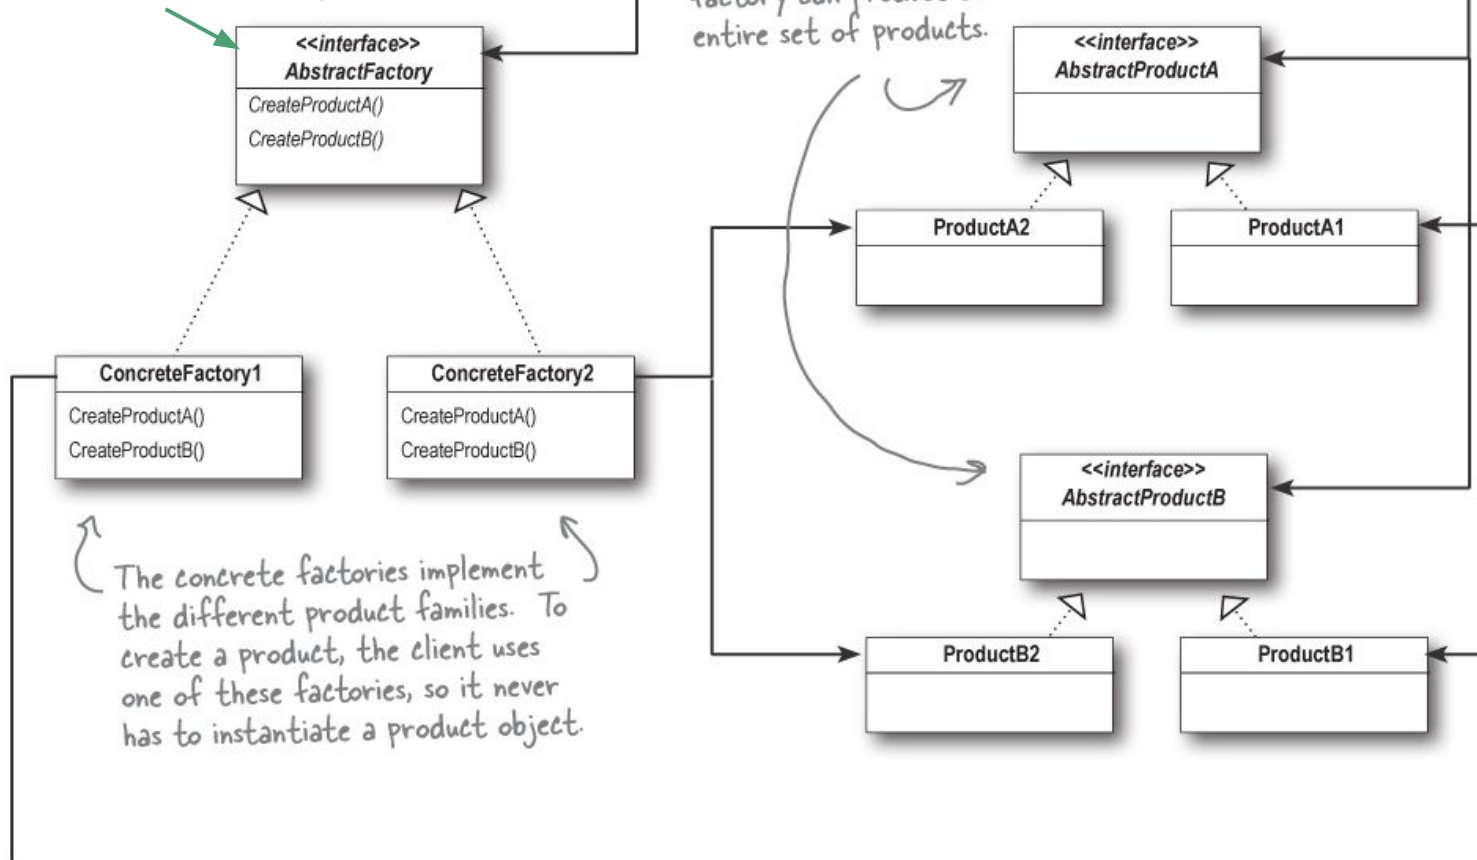 entire set of products.
<<interface>>
AbstractFactory
CreateProductA()
CreateProductB()
<<interface>>
AbstractProductA
ProductA2
ProductA1
ConcreteFactory1
CreateProductA()
CreateProductB()
ConcreteFactory2
CreateProductA()
CreateProductB()
<<interface>>
AbstractProductB
The concrete factories implement
the different product families. To
create a product, the client uses
one of these factories, so it never
has to instantiate a product object.
ProductB2
ProductB1